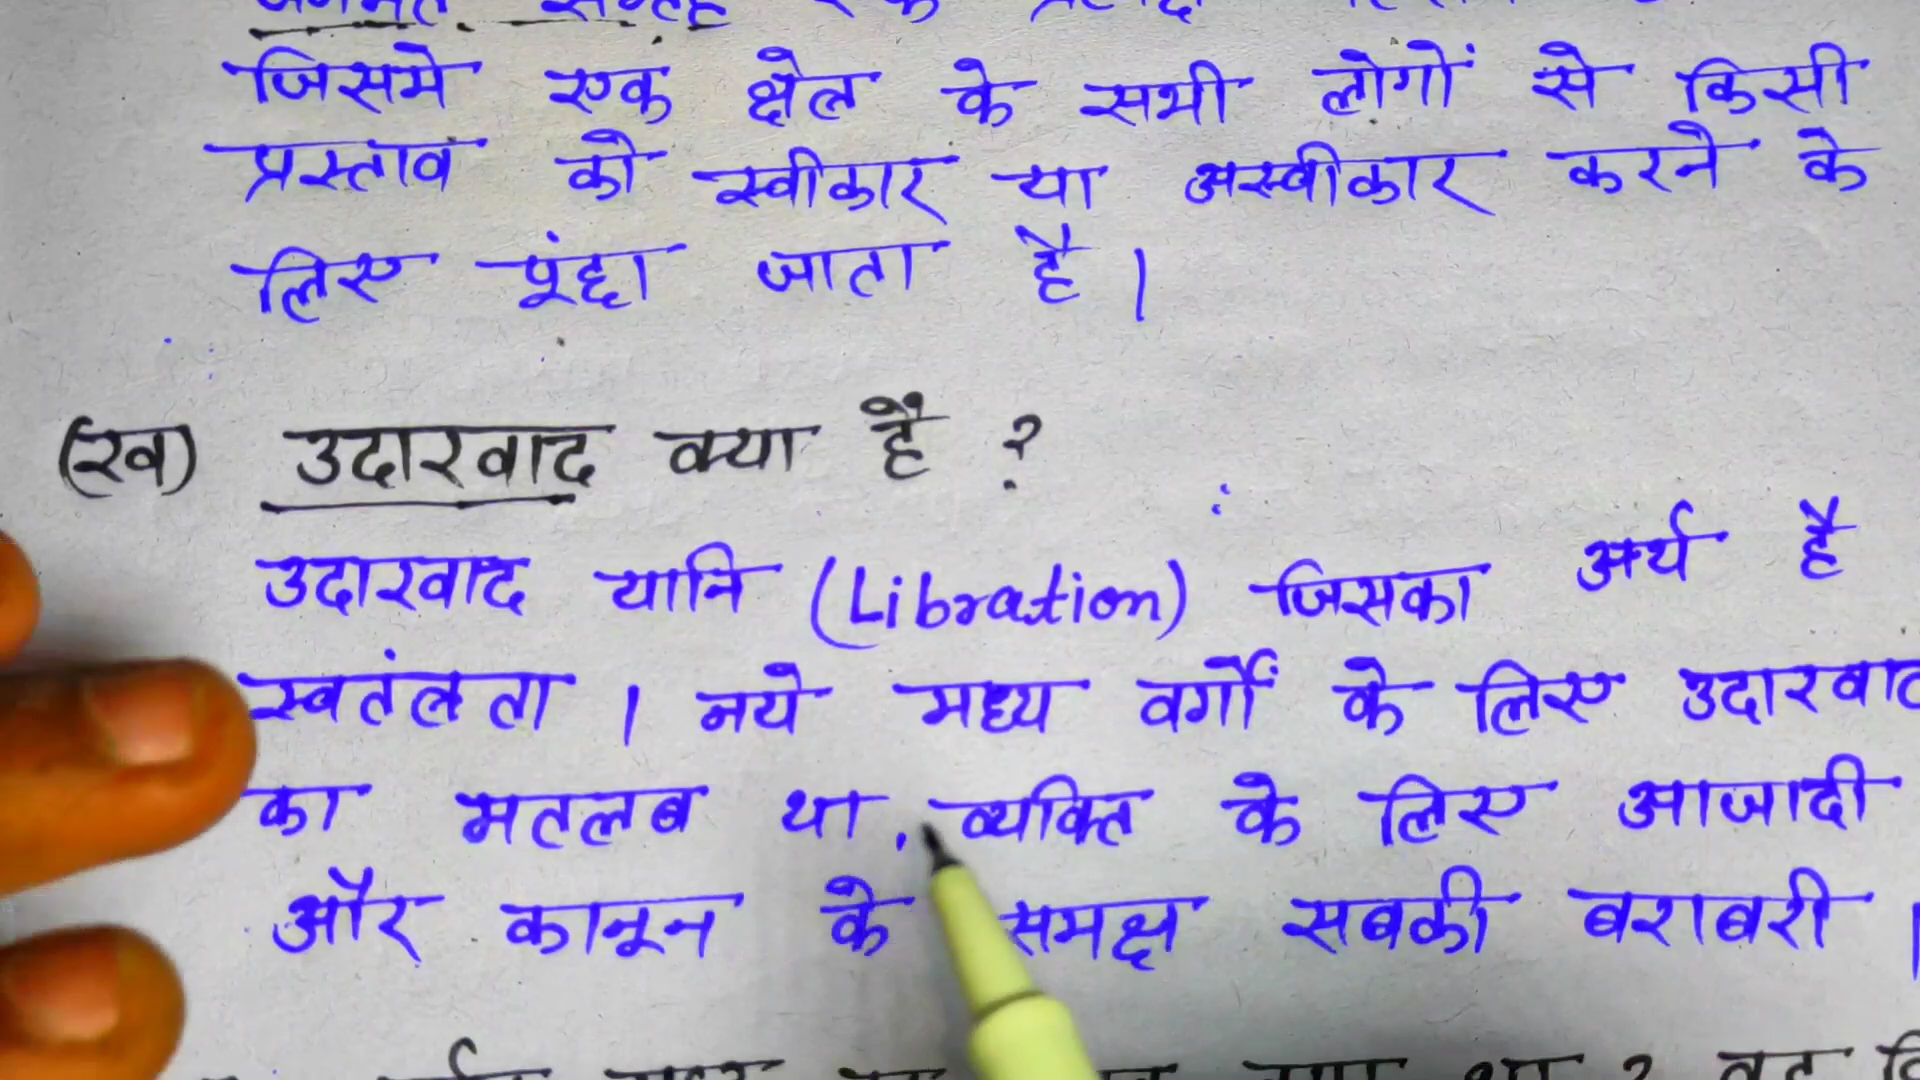 जिसमे एक क्षेत्र के सभी लोगों से किसी
प्रस्ताव को स्वीकार या अस्वीकार करने के
लिए पूंछा जाता है।
(ख) उदारवाद क्या है ?
उदारवाद यानि (Libration) जिसका अर्थ है
स्वतंत्रता । नये मध्य वर्गों के लिए उदारवाद
का मतलब था, व्यक्ति के लिए आजादी
और कानून के समक्ष सबकी बराबरी ।